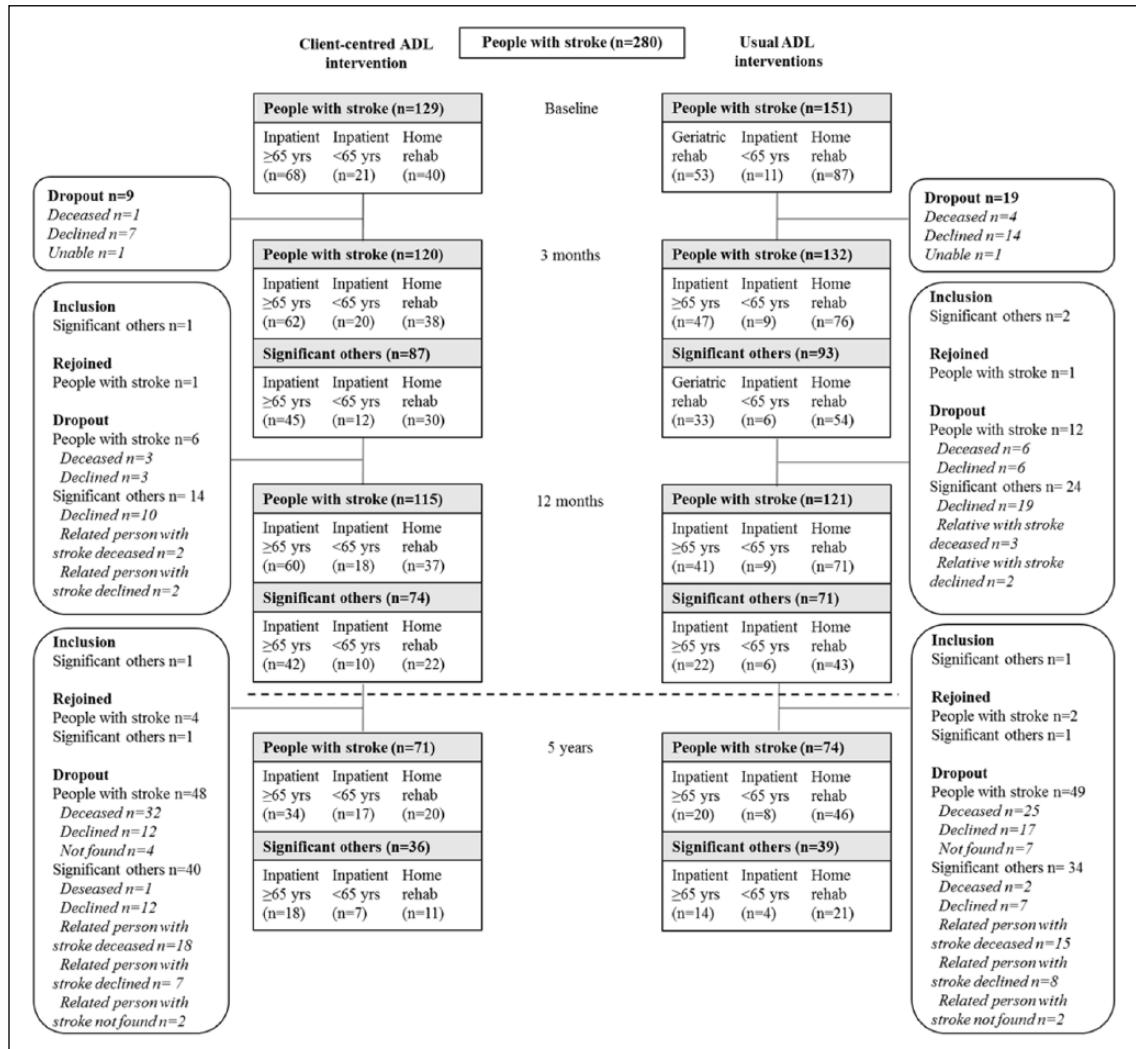 Client-centred ADL
intervention
People with stroke (n=280)
Usual ADL
interventions
People with stroke (n=129)
Inpatient Inpatient Home
≥65 yrs <65 yrs rehab
(n=68) (n=21) (n=40)
Baseline
People with stroke (n=151)
Geriatric Inpatient Home
rehab <65 yrs rehab
(n=53) (n=11) (n=87)
Dropout n=9
Deceased n=1
Declined n=7
Unable n=1
Dropout n=19
Deceased n=4
Declined n=14
Unable n=1
People with stroke (n=120)
Inpatient Inpatient Home
≥65 yrs <65 yrs rehab
(n=62) (n=20) (n=38)
Significant others (n=87)
Inpatient Inpatient Home
≥65 yrs <65 yrs rehab
(n=45) (n=12) (n=30)
3 months
People with stroke (n=132)
Inpatient Inpatient Home
≥65 yrs <65 yrs rehab
(n=47) (n=9) (n=76)
Significant others (n=93)
Geriatric Inpatient Home
rehab <65 yrs rehab
(n=33) (n=6) (n=54)
Inclusion
Significant others n=1
Rejoined
People with stroke n=1
Dropout
People with stroke n=6
Deceased n=3
Declined n=3
Significant others n= 14
Declined n=10
Related person with
stroke deceased n=2
Related person with
stroke declined n=2
Inclusion
Significant others n=2
Rejoined
People with stroke n=1
Dropout
People with stroke n=12
Deceased n=6
Declined n=6
Significant others n= 24
Declined n=19
Relative with stroke
deceased n=3
Relative with stroke
declined n=2
People with stroke (n=115)
Inpatient Inpatient Home
≥65 yrs <65 yrs rehab
(n=60) (n=18) (n=37)
Significant others (n=74)
Inpatient Inpatient Home
≥65 yrs <65 yrs rehab
(n=42) (n=10) (n=22)
12 months
People with stroke (n=121)
Inpatient Inpatient Home
≥65 yrs <65 yrs rehab
(n=41) (n=9) (n=71)
Significant others (n=71)
Inpatient Inpatient Home
≥65 yrs <65 yrs rehab
(n=22) (n=6) (n=43)
Inclusion
Significant others n=1
Rejoined
People with stroke n=4
Significant others n=1
Dropout
People with stroke n=48
Deceased n=32
Declined n=12
Not found n=4
Significant others n=40
Deseased n=1
Declined n=12
Related person with
stroke deceased n=18
Related person with
stroke declined n= 7
Related person with
stroke not found n=2
Inclusion
Significant others n=1
Rejoined
People with stroke n=2
Significant others n=1
Dropout
People with stroke n=49
Deceased n=25
Declined n=17
Not found n=7
Significant others n= 34
Deceased n=2
Declined n=7
Related person with
stroke deceased n=15
Related person with
stroke declined n=8
Related person with
stroke not found n=2
People with stroke (n=71)
Inpatient Inpatient Home
≥65 yrs <65 yrs rehab
(n=34) (n=17) (n=20)
Significant others (n=36)
Inpatient Inpatient Home
≥65 yrs <65 yrs rehab
(n=18) (n=7) (n=11)
5 years
People with stroke (n=74)
Inpatient Inpatient Home
≥65 yrs <65 yrs rehab
(n=20) (n=8) (n=46)
Significant others (n=39)
Inpatient Inpatient Home
≥65 yrs <65 yrs rehab
(n=14) (n=4) (n=21)